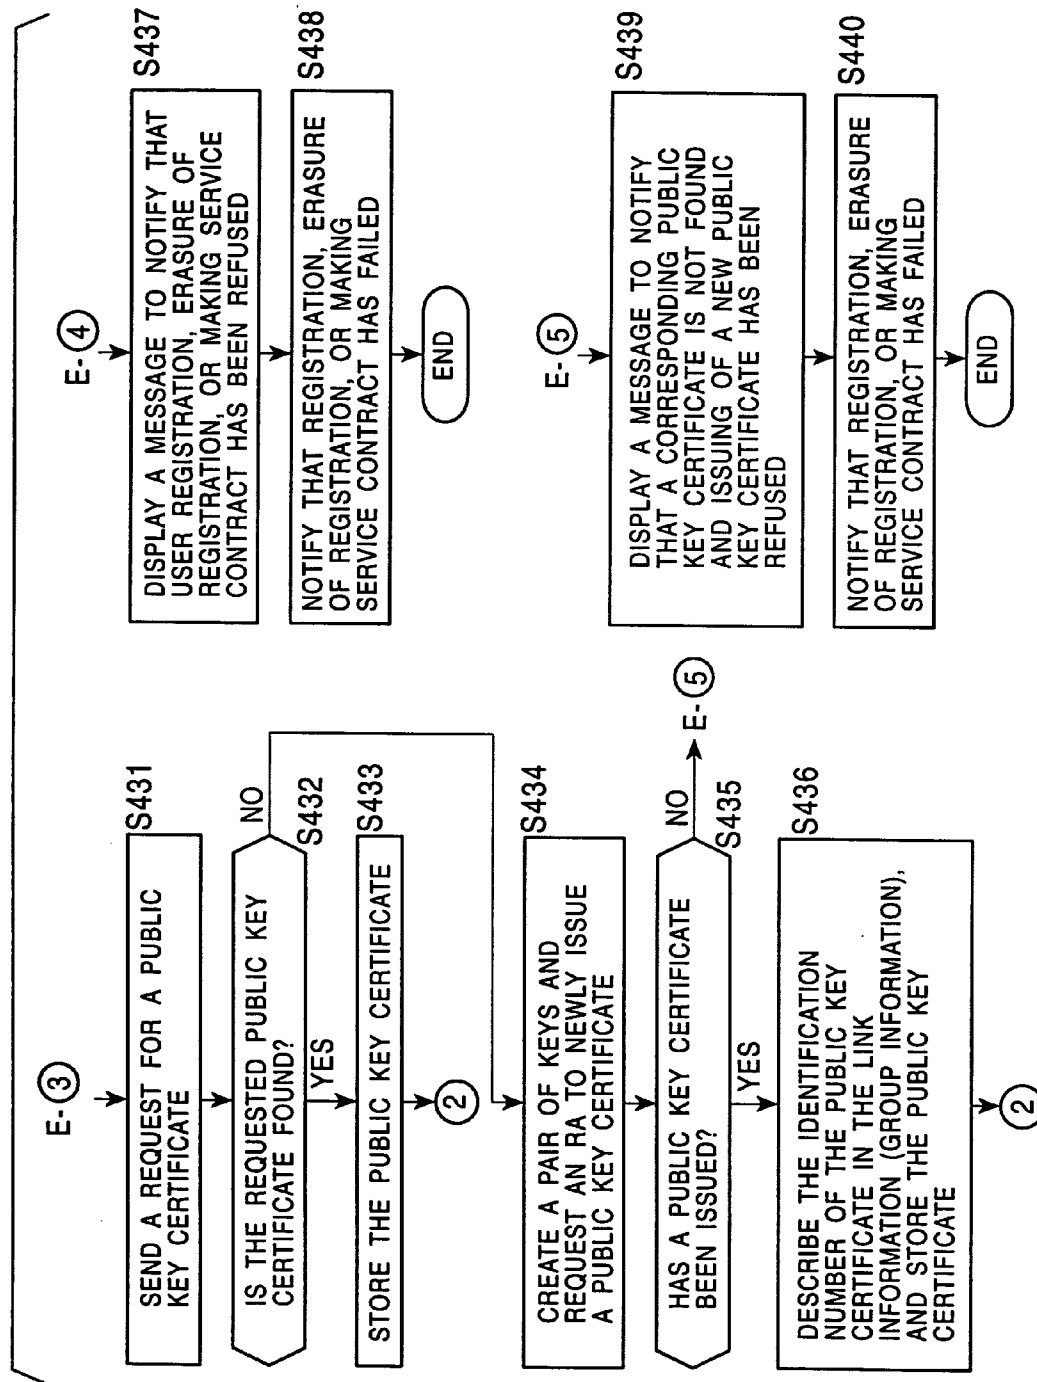 E-③
S431
SEND A REQUEST FOR A PUBLIC
KEY CERTIFICATE
S432
IS THE REQUESTED PUBLIC KEY
CERTIFICATE FOUND?
NO
YES
S433
STORE THE PUBLIC KEY CERTIFICATE
②
S434
CREATE A PAIR OF KEYS AND
REQUEST AN RA TO NEWLY ISSUE
A PUBLIC KEY CERTIFICATE
S435
HAS A PUBLIC KEY CERTIFICATE
BEEN ISSUED?
NO
E-⑤
YES
S436
DESCRIBE THE IDENTIFICATION
NUMBER OF THE PUBLIC KEY
CERTIFICATE IN THE LINK
INFORMATION (GROUP INFORMATION),
AND STORE THE PUBLIC KEY
CERTIFICATE
②
E-④
S437
DISPLAY A MESSAGE TO NOTIFY THAT
USER REGISTRATION, ERASURE OF
REGISTRATION, OR MAKING SERVICE
CONTRACT HAS BEEN REFUSED
S438
NOTIFY THAT REGISTRATION, ERASURE
OF REGISTRATION, OR MAKING
SERVICE CONTRACT HAS FAILED
END
E-⑤
S439
DISPLAY A MESSAGE TO NOTIFY
THAT A CORRESPONDING PUBLIC
KEY CERTIFICATE IS NOT FOUND
AND ISSUING OF A NEW PUBLIC
KEY CERTIFICATE HAS BEEN
REFUSED
S440
NOTIFY THAT REGISTRATION, ERASURE
OF REGISTRATION, OR MAKING
SERVICE CONTRACT HAS FAILED
END